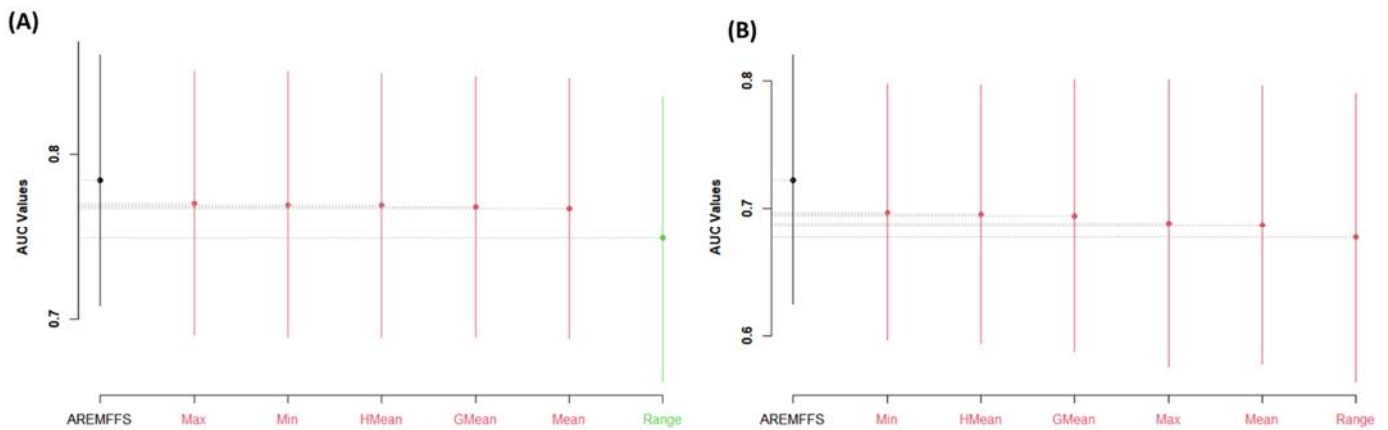 (A)
AUC Values
0.8
0.7
AREMFFS Max Min HMean GMean Mean Range
(B)
AUC Values
0.8
0.7
0.6
AREMFFS Min HMean GMean Max Mean Range